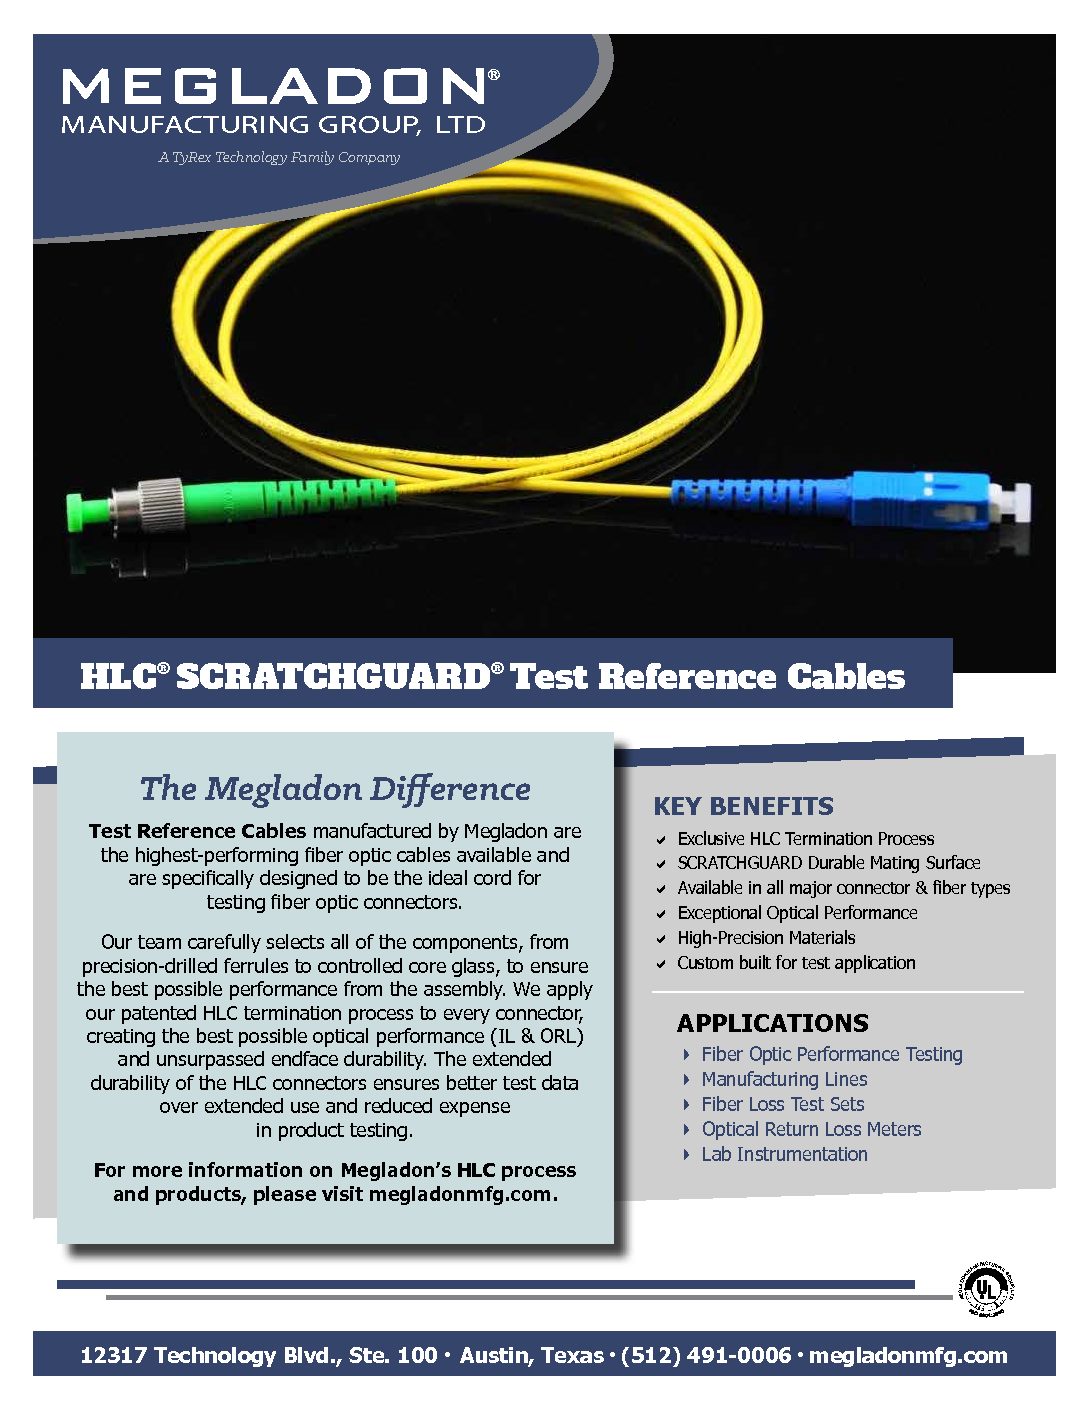 MEGLADON®
MANUFACTURING GROUP, LTD
A TyRex Technology Family Company
HLC® SCRATCHGUARD® Test Reference Cables
The Megladon Difference
Test Reference Cables manufactured by Megladon are
the highest-performing fiber optic cables available and
are specifically designed to be the ideal cord for
testing fiber optic connectors.
Our team carefully selects all of the components, from
precision-drilled ferrules to controlled core glass, to ensure
the best possible performance from the assembly. We apply
our patented HLC termination process to every connector,
creating the best possible optical performance (IL & ORL)
and unsurpassed endface durability. The extended
durability of the HLC connectors ensures better test data
over extended use and reduced expense
in product testing.
For more information on Megladon's HLC process
and products, please visit megladonmfg.com.
KEY BENEFITS
Exclusive HLC Termination Process
SCRATCHGUARD Durable Mating Surface
Available in all major connector & fiber types
Exceptional Optical Performance
High-Precision Materials
Custom built for test application
APPLICATIONS
Fiber Optic Performance Testing
Manufacturing Lines
Fiber Loss Test Sets
Optical Return Loss Meters
Lab Instrumentation
12317 Technology Blvd., Ste. 100 • Austin, Texas • (512) 491-0006 • megladonmfg.com